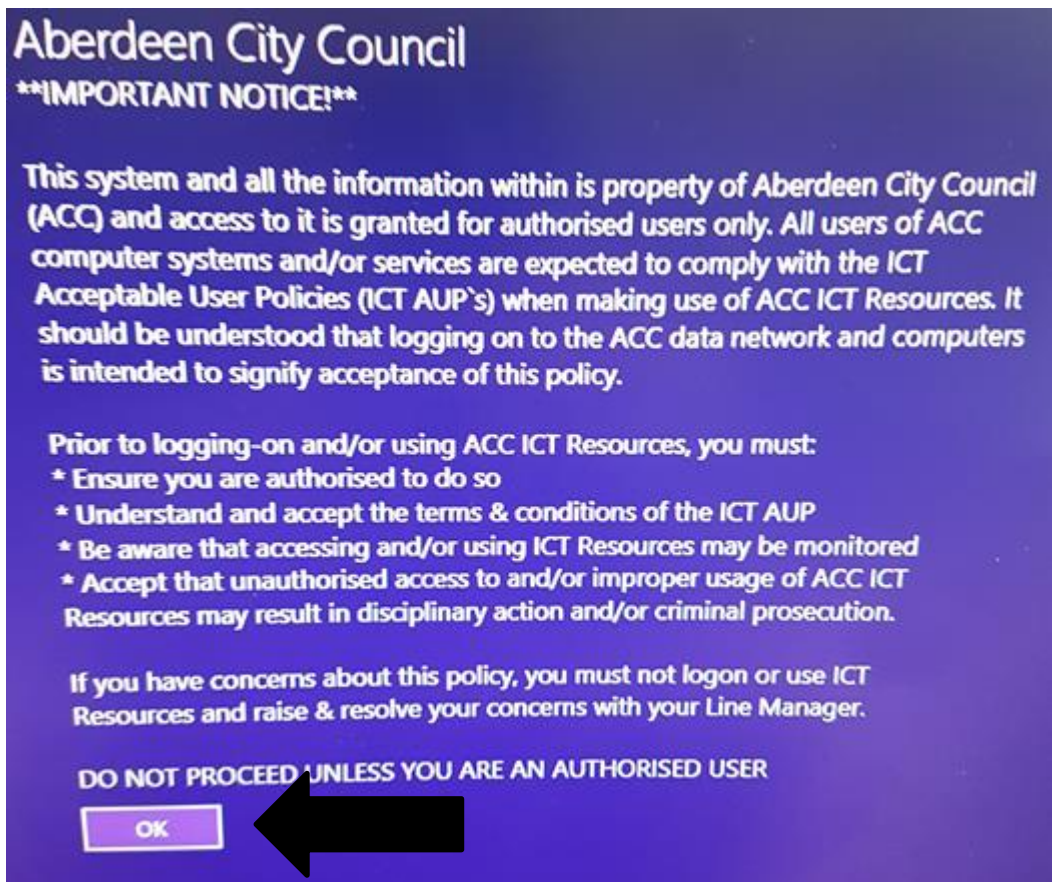 Aberdeen City Council
**IMPORTANT NOTICE!**
This system and all the information within is property of Aberdeen City Council
(ACC) and access to it is granted for authorised users only. All users of ACC
computer systems and/or services are expected to comply with the ICT
Acceptable User Policies (ICT AUP`s) when making use of ACC ICT Resources. It
should be understood that logging on to the ACC data network and computers
is intended to signify acceptance of this policy.
Prior to logging-on and/or using ACC ICT Resources, you must:
* Ensure you are authorised to do so
* Understand and accept the terms & conditions of the ICT AUP
* Be aware that accessing and/or using ICT Resources may be monitored
* Accept that unauthorised access to and/or improper usage of ACC ICT
Resources may result in disciplinary action and/or criminal prosecution.
If you have concerns about this policy, you must not logon or use ICT
Resources and raise & resolve your concerns with your Line Manager.
DO NOT PROCEED UNLESS YOU ARE AN AUTHORISED USER
OK